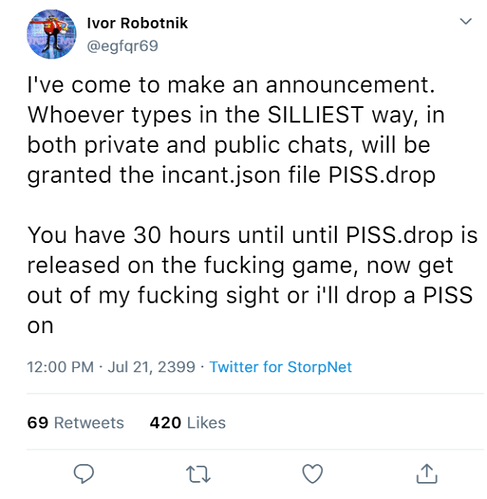 Ivor Robotnik
@egfqr69
I've come to make an announcement.
Whoever types in the SILLIEST way, in
both private and public chats, will be
granted the incant.json file PISS.drop
You have 30 hours until until PISS.drop is
released on the fucking game, now get
out of my fucking sight or i'll drop a PISS
on
12:00 PM · Jul 21, 2399 · Twitter for StorpNet
69 Retweets 420 Likes